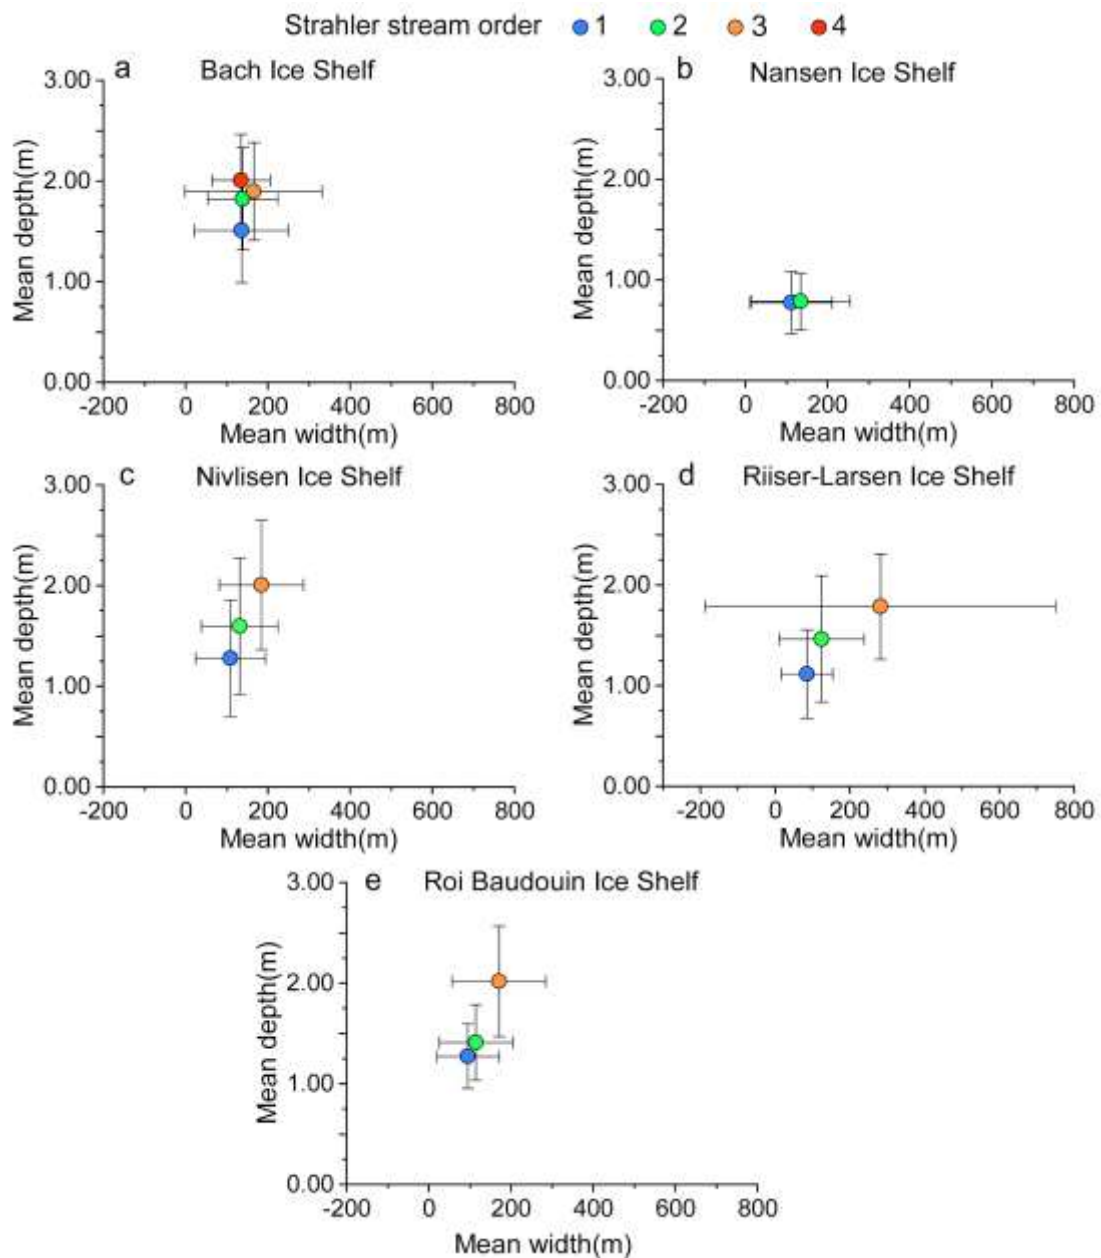 Strahler stream order 1 2 3 4
a Bach Ice Shelf
3.00
2.00
1.00
0.00
Mean depth(m)
-200 0 200 400 600 800
Mean width(m)
b Nansen Ice Shelf
3.00
2.00
1.00
0.00
Mean depth(m)
-200 0 200 400 600 800
Mean width(m)
c Nivlisen Ice Shelf
3.00
2.00
1.00
0.00
Mean depth(m)
-200 0 200 400 600 800
Mean width(m)
d Riiser-Larsen Ice Shelf
3.00
2.00
1.00
0.00
Mean depth(m)
-200 0 200 400 600 800
Mean width(m)
e Roi Baudouin Ice Shelf
3.00
2.00
1.00
0.00
Mean depth(m)
-200 0 200 400 600 800
Mean width(m)